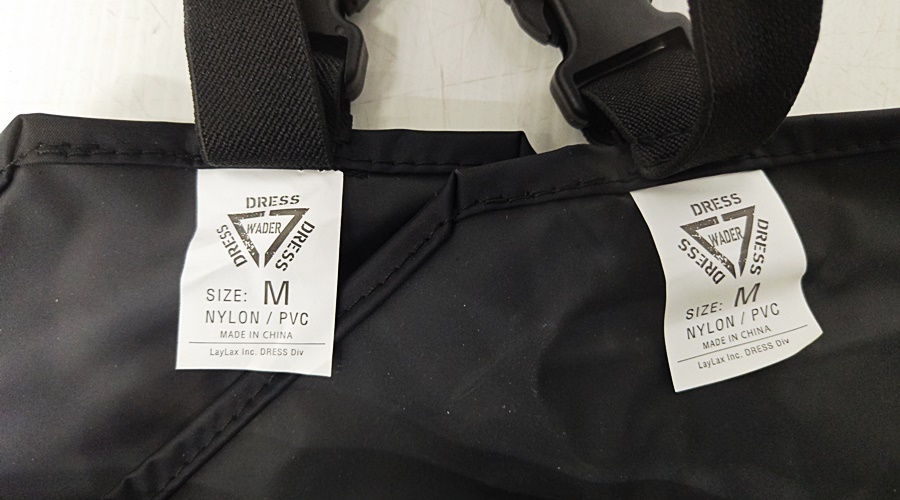 DRESS
WADER
DRESS DRESS
SIZE: M
NYLON / PVC
MADE IN CHINA
LayLax Inc. DRESS Div
DRESS
WADER
DRESS DRESS
SIZE: M
NYLON / PVC
MADE IN CHINA
LayLax Inc. DRESS Div